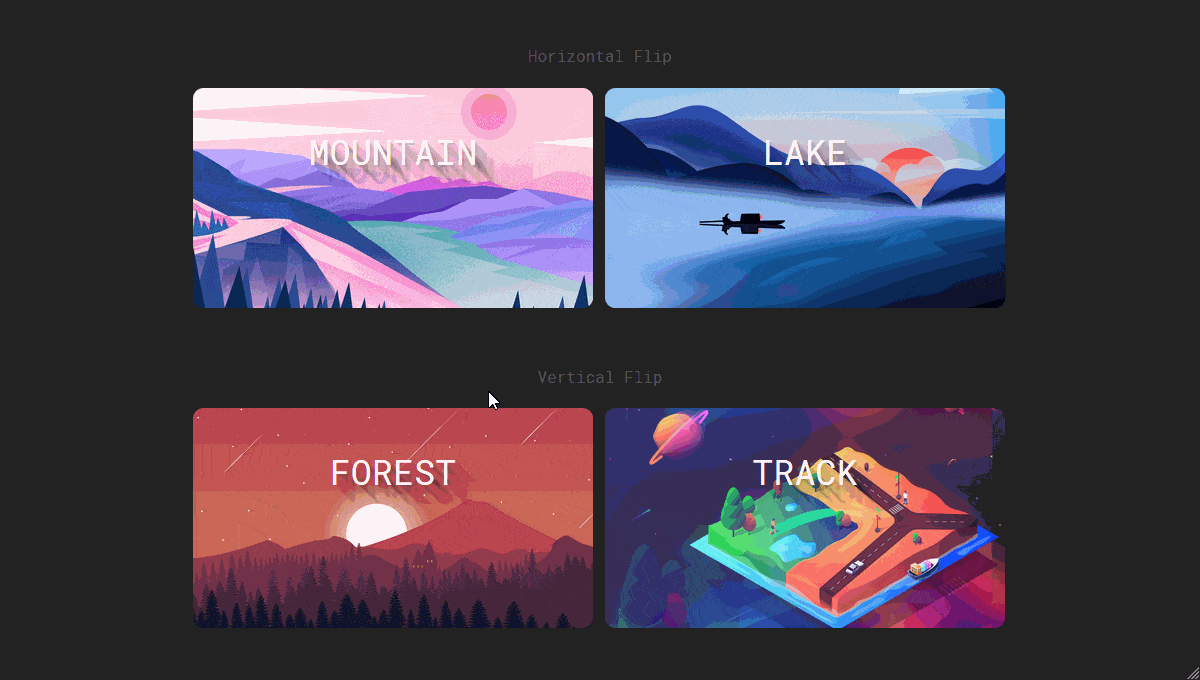 Horizontal Flip
MOUNTAIN
LAKE
Vertical Flip
FOREST
TRACK